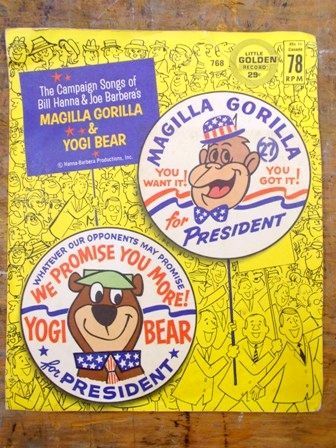 768
LITTLE
GOLDEN
RECORD
29¢
78
RPM
The Campaign Songs of
Bill Hanna & Joe Barbera's
MAGILLA GORILLA
&
YOGI BEAR
© Hanna-Barbera Productions, Inc.
MAGILLA GORILLA
YOU WANT IT!
YOU GOT IT!
for
PRESIDENT
WHATEVER OUR OPPONENTS MAY PROMISE
WE PROMISE YOU MORE!
YOGI BEAR
for PRESIDENT